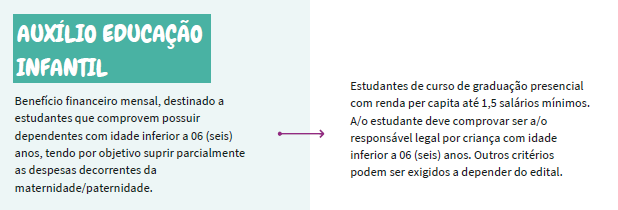 AUXÍLIO EDUCAÇÃO
INFANTIL
Benefício financeiro mensal, destinado a
estudantes que comprovem possuir
dependentes com idade inferior a 06 (seis)
anos, tendo por objetivo suprir parcialmente
as despesas decorrentes da
maternidade/paternidade.
Estudantes de curso de graduação presencial
com renda per capita até 1,5 salários mínimos.
A/o estudante deve comprovar ser a/o
responsável legal por criança com idade
inferior a 06 (seis) anos. Outros critérios
podem ser exigidos a depender do edital.